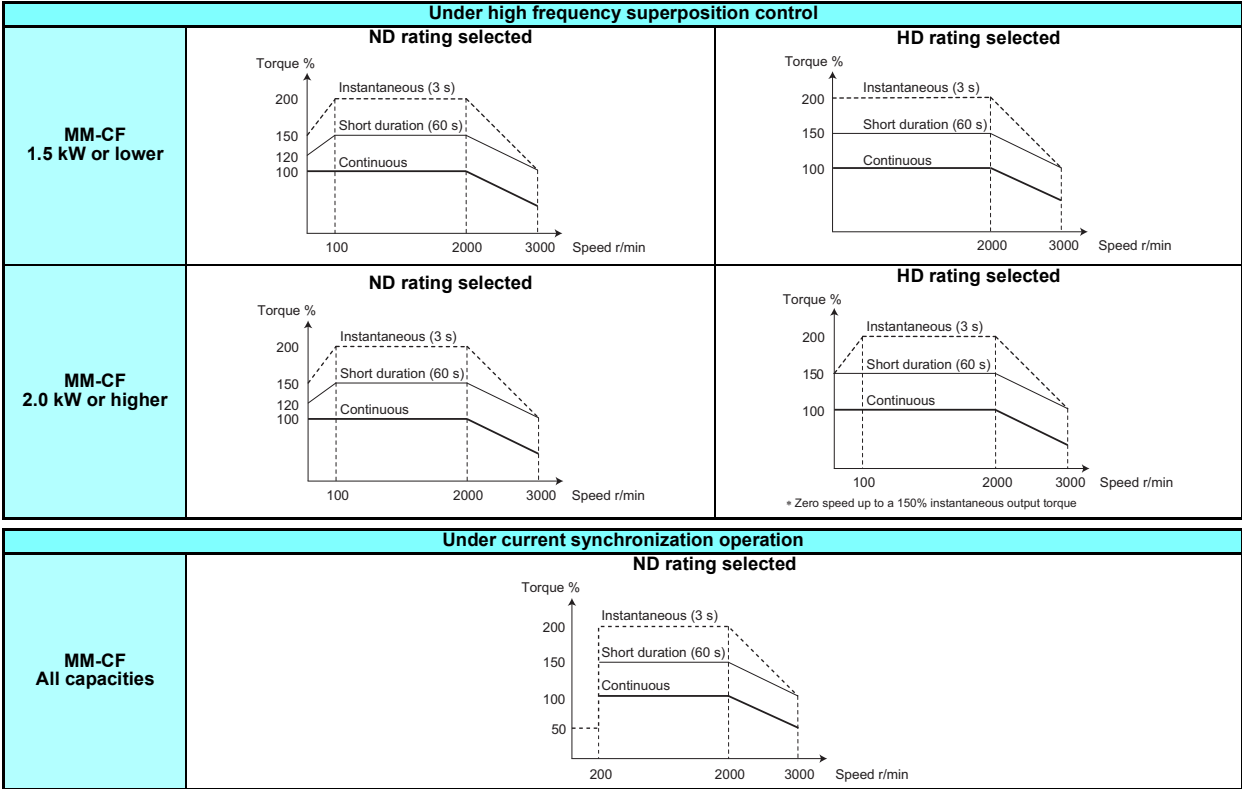 Under high frequency superposition control
MM-CF
1.5 kW or lower
ND rating selected
Torque %
200
150
120
100
Instantaneous (3 s)
Short duration (60 s)
Continuous
100
2000
3000
Speed r/min
HD rating selected
Torque %
200
150
100
Instantaneous (3 s)
Short duration (60 s)
Continuous
2000
3000
Speed r/min
MM-CF
2.0 kW or higher
ND rating selected
Torque %
200
150
120
100
Instantaneous (3 s)
Short duration (60 s)
Continuous
100
2000
3000
Speed r/min
HD rating selected
Torque %
200
150
100
Instantaneous (3 s)
Short duration (60 s)
Continuous
100
2000
3000
Speed r/min
* Zero speed up to a 150% instantaneous output torque
Under current synchronization operation
MM-CF
All capacities
ND rating selected
Torque %
200
150
100
50
Instantaneous (3 s)
Short duration (60 s)
Continuous
200
2000
3000
Speed r/min